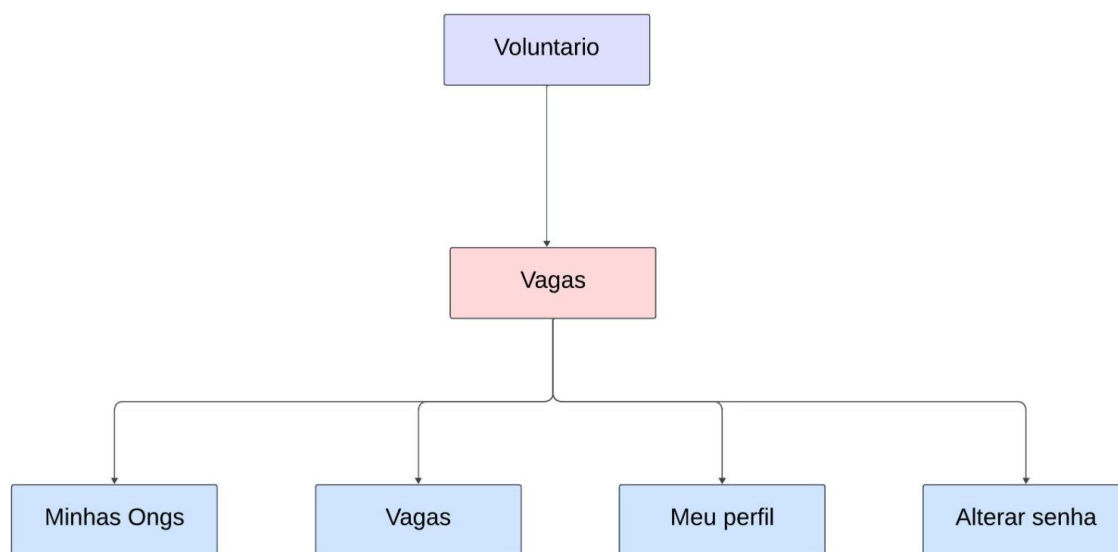 Voluntario
Vagas
Minhas Ongs
Vagas
Meu perfil
Alterar senha